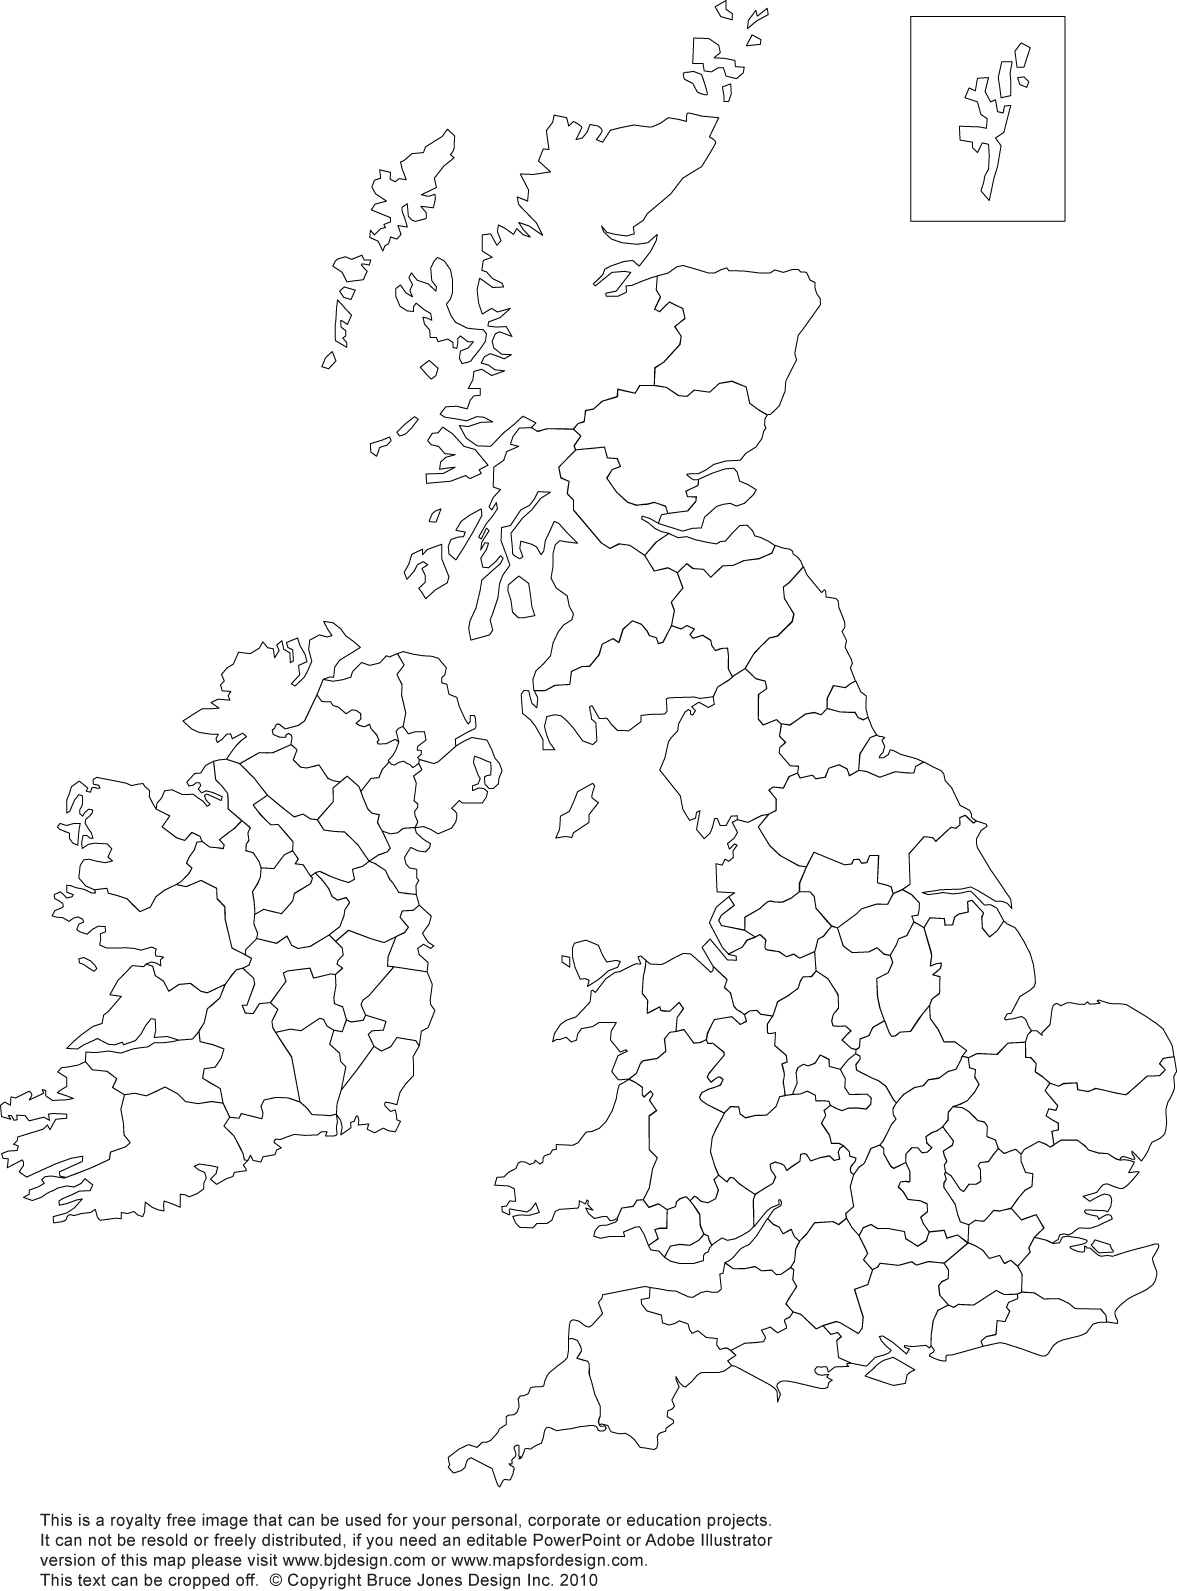 This is a royalty free image that can be used for your personal, corporate or education projects.
It can not be resold or freely distributed, if you need an editable PowerPoint or Adobe Illustrator
version of this map please visit www.bjdesign.com or www.mapsfordesign.com.
This text can be cropped off.  © Copyright Bruce Jones Design Inc. 2010